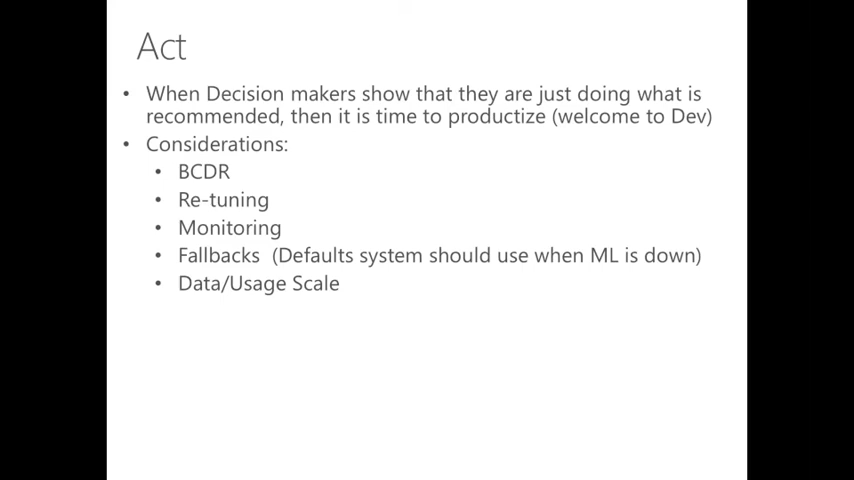 Act
• When Decision makers show that they are just doing what is
recommended, then it is time to productize (welcome to Dev)
• Considerations:
• BCDR
• Re-tuning
• Monitoring
• Fallbacks  (Defaults system should use when ML is down)
• Data/Usage Scale